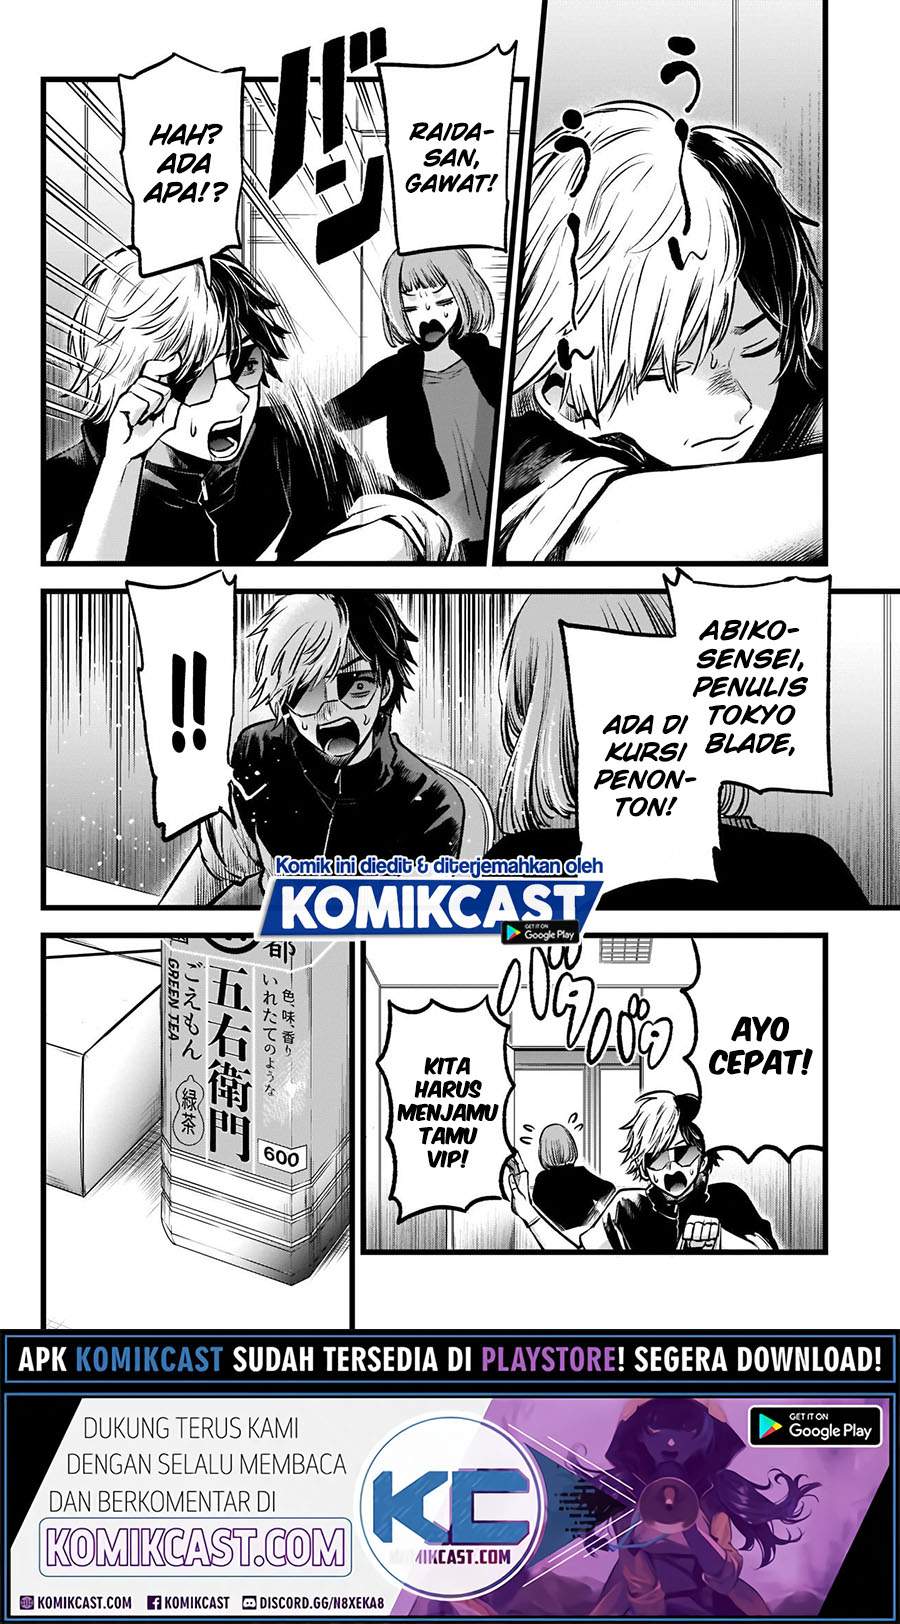 うぅぅ
RAIDA-
SAN,
GAWAT!
バン
HAH?
ADA
APA!?
ABIKO-
SENSEI,
PENULIS
TOKYO
BLADE,
ADA DI
KURSI
PENON-
TON!
!!
Komik ini diedit & diterjemahkan oleh
KOMIKCAST
GET IT ON
Google Play
AYO
CEPAT!
バタバタ
KITA
HARUS
MENJAMU
TAMU
VIP!
都
色、味、香り
いれたてのような
五右衛門
ごえもん
緑茶
GREEN TEA
600
APK KOMIKCAST SUDAH TERSEDIA DI PLAYSTORE! SEGERA DOWNLOAD!
DUKUNG TERUS KAMI
DENGAN SELALU MEMBACA
DAN BERKOMENTAR DI
KOMIKCAST.COM
KOMIKCAST.COM
KOMIKCAST
DISCORD.GG/N8XEKA8
KC
KOMIKCAST.COM
GET IT ON
Google Play